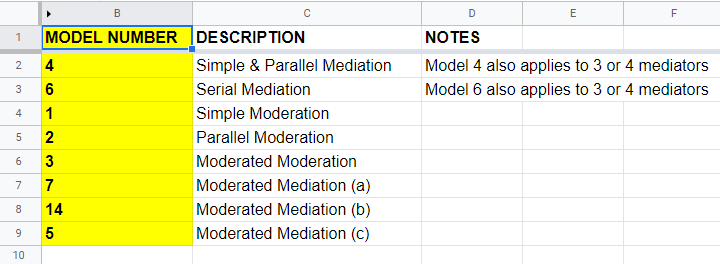 B C D E F
1 MODEL NUMBER DESCRIPTION NOTES
2 4 Simple & Parallel Mediation Model 4 also applies to 3 or 4 mediators
3 6 Serial Mediation Model 6 also applies to 3 or 4 mediators
4 1 Simple Moderation
5 2 Parallel Moderation
6 3 Moderated Moderation
7 7 Moderated Mediation (a)
8 14 Moderated Mediation (b)
9 5 Moderated Mediation (c)
10